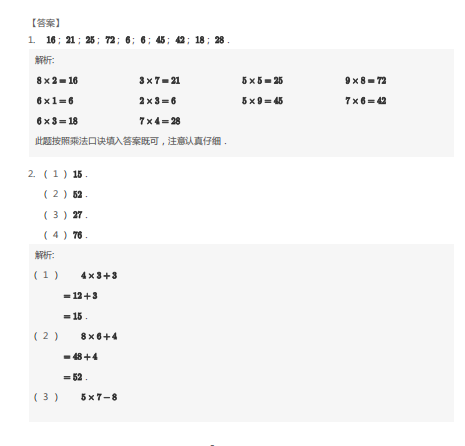 【答案】
1. 16；21；25；72；6；6；45；42；18；28．
解析:
8×2=16 3×7=21 5×5=25 9×8=72
6×1=6 2×3=6 5×9=45 7×6=42
6×3=18 7×4=28
此题按照乘法口诀填入答案既可，注意认真仔细．
2.（1）15．
（2）52．
（3）27．
（4）76．
解析:
（1） 4×3+3
=12+3
=15．
（2） 8×6+4
=48+4
=52．
（3） 5×7−8